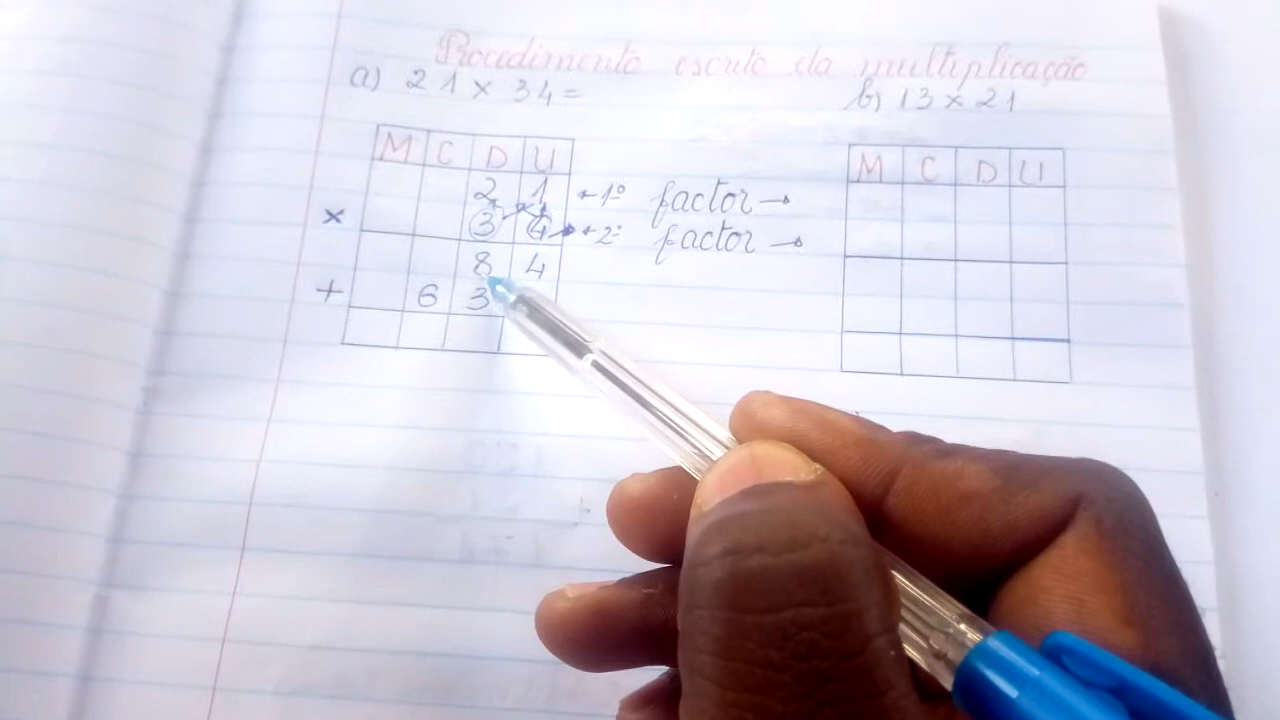 Procedimento escrito da multiplicação
a) 21 x 34 =
b) 13 x 21
M C D U
2 1 ←1º factor →
x 3 4 ←2º factor →
8 4
+ 6 3
M C D U